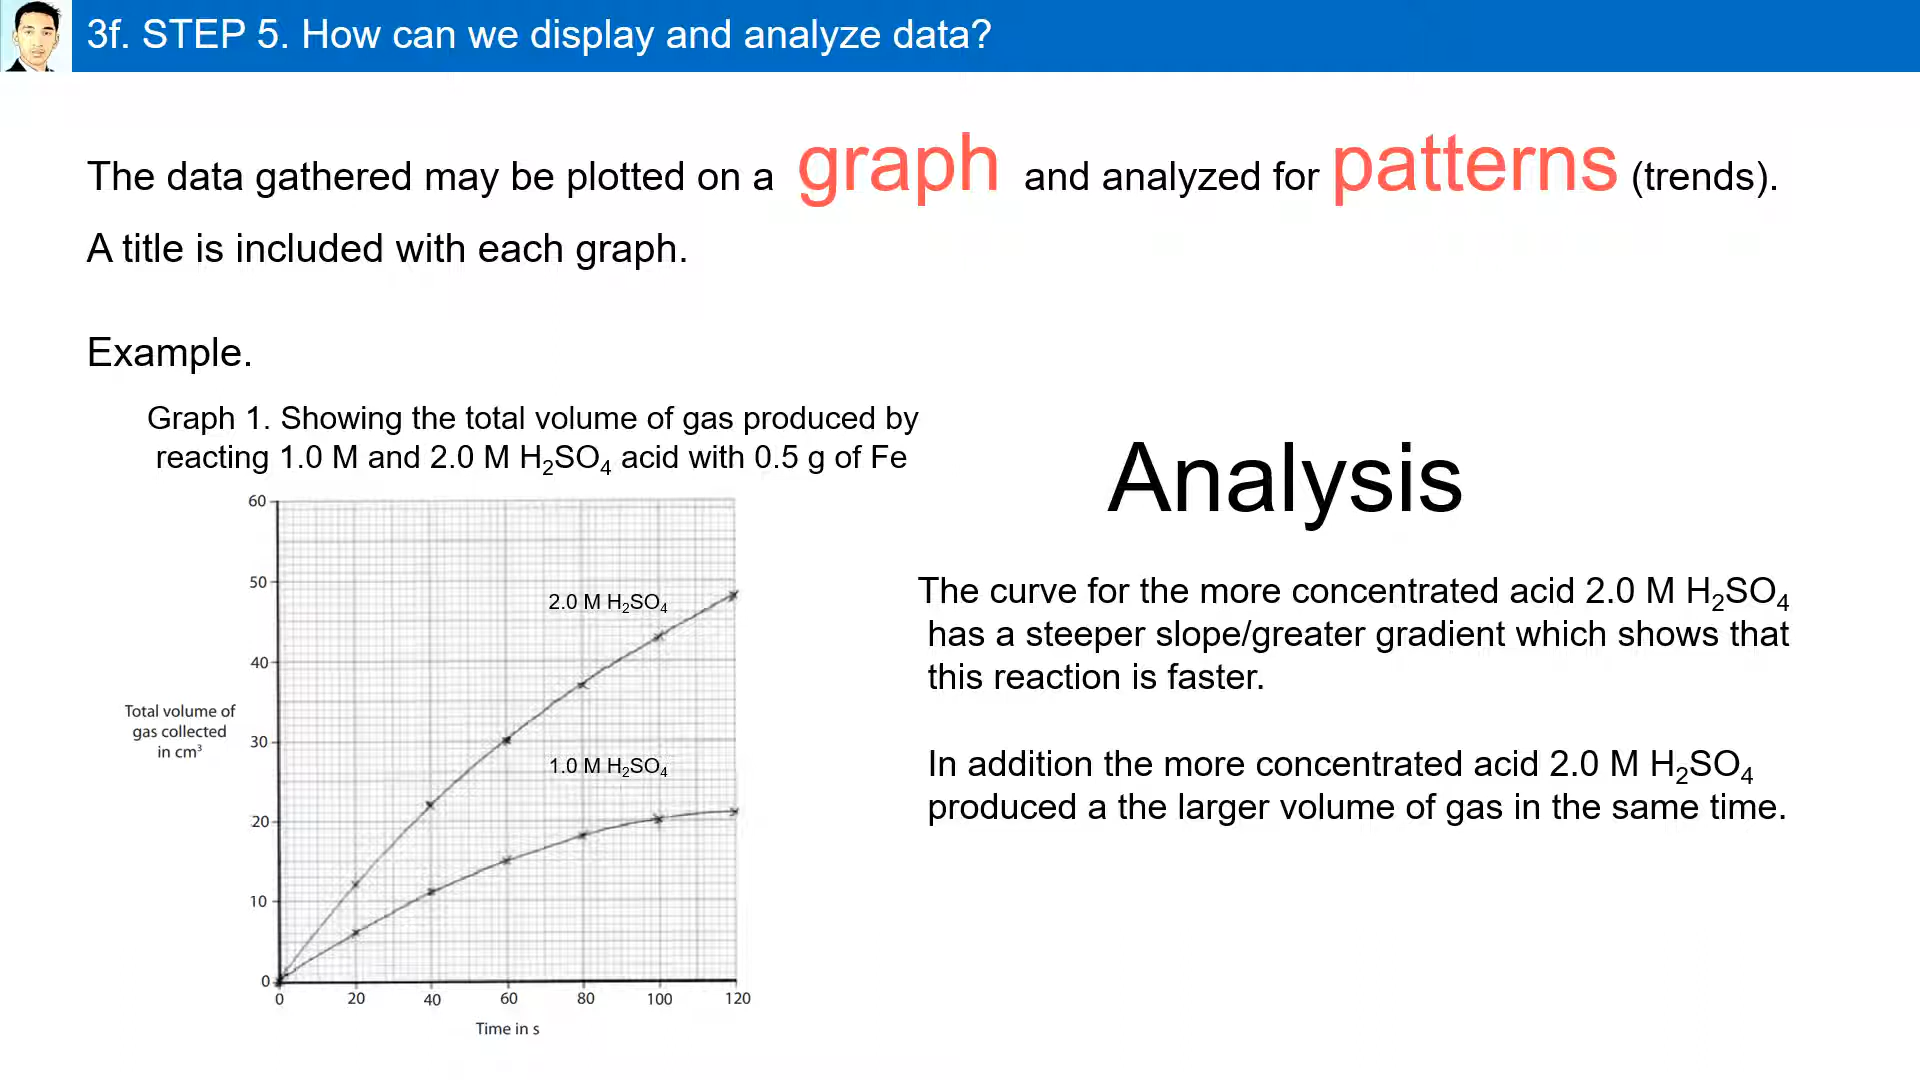 3f. STEP 5. How can we display and analyze data?
The data gathered may be plotted on a graph and analyzed for patterns (trends).
A title is included with each graph.
Example.
Graph 1. Showing the total volume of gas produced by
reacting 1.0 M and 2.0 M H₂SO₄ acid with 0.5 g of Fe
60
50
40
30
20
10
0
Total volume of
gas collected
in cm³
2.0 M H₂SO₄
1.0 M H₂SO₄
0 20 40 60 80 100 120
Time in s
Analysis
The curve for the more concentrated acid 2.0 M H₂SO₄
has a steeper slope/greater gradient which shows that
this reaction is faster.
In addition the more concentrated acid 2.0 M H₂SO₄
produced a the larger volume of gas in the same time.